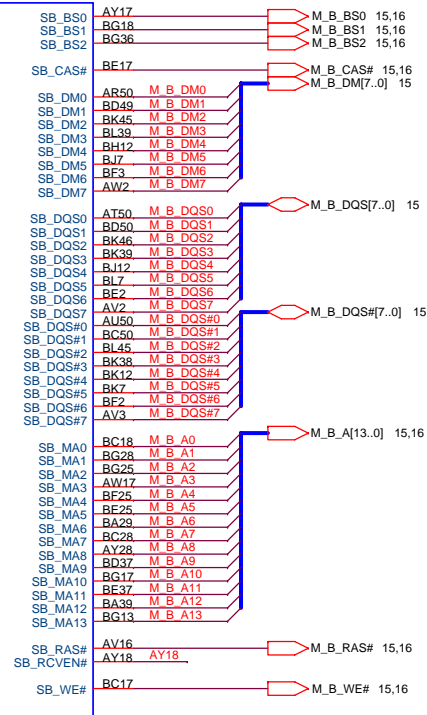 SB_BS0 AY17 M_B_BS0 15,16
SB_BS1 BG18 M_B_BS1 15,16
SB_BS2 BG36 M_B_BS2 15,16
SB_CAS# BE17 M_B_CAS# 15,16
M_B_DM[7..0] 15
SB_DM0 AR50 M_B_DM0
SB_DM1 BD49 M_B_DM1
SB_DM2 BK45 M_B_DM2
SB_DM3 BL39 M_B_DM3
SB_DM4 BH12 M_B_DM4
SB_DM5 BJ7 M_B_DM5
SB_DM6 BF3 M_B_DM6
SB_DM7 AW2 M_B_DM7
M_B_DQS[7..0] 15
SB_DQS0 AT50 M_B_DQS0
SB_DQS1 BD50 M_B_DQS1
SB_DQS2 BK46 M_B_DQS2
SB_DQS3 BK39 M_B_DQS3
SB_DQS4 BJ12 M_B_DQS4
SB_DQS5 BL7 M_B_DQS5
SB_DQS6 BE2 M_B_DQS6
SB_DQS7 AV2 M_B_DQS7
M_B_DQS#[7..0] 15
SB_DQS#0 AU50 M_B_DQS#0
SB_DQS#1 BC50 M_B_DQS#1
SB_DQS#2 BL45 M_B_DQS#2
SB_DQS#3 BK38 M_B_DQS#3
SB_DQS#4 BK12 M_B_DQS#4
SB_DQS#5 BK7 M_B_DQS#5
SB_DQS#6 BF2 M_B_DQS#6
SB_DQS#7 AV3 M_B_DQS#7
M_B_A[13..0] 15,16
SB_MA0 BC18 M_B_A0
SB_MA1 BG28 M_B_A1
SB_MA2 BG25 M_B_A2
SB_MA3 AW17 M_B_A3
SB_MA4 BF25 M_B_A4
SB_MA5 BE25 M_B_A5
SB_MA6 BA29 M_B_A6
SB_MA7 BC28 M_B_A7
SB_MA8 AY28 M_B_A8
SB_MA9 BD37 M_B_A9
SB_MA10 BG17 M_B_A10
SB_MA11 BE37 M_B_A11
SB_MA12 BA39 M_B_A12
SB_MA13 BG13 M_B_A13
SB_RAS# AV16 M_B_RAS# 15,16
SB_RCVEN# AY18 AY18
SB_WE# BC17 M_B_WE# 15,16